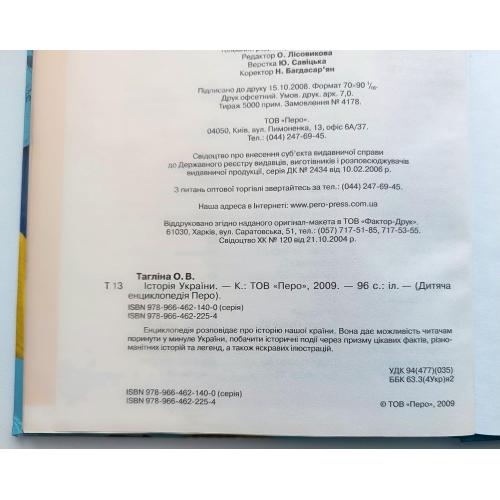 Редактор О. Лісовикова
Верстка Ю. Савіцька
Коректор Н. Багдасар'ян
Підписано до друку 15.10.2008. Формат 70×90 1/16.
Друк офсетний. Умов. друк. арк. 7,0.
Тираж 5000 прим. Замовлення № 4178.
ТОВ «Перо».
04050, Київ, вул. Пимоненка, 13, офіс 6А/37.
Тел.: (044) 247-69-45.
Свідоцтво про внесення суб'єкта видавничої справи
до Державного реєстру видавців, виготівників і розповсюджувачів
видавничої продукції, серія ДК № 2434 від 10.02.2006 р.
З питань оптової торгівлі звертайтесь за тел.: (044) 247-69-45.
Наша адреса в Інтернеті: www.pero-press.com.ua
Віддруковано згідно наданого оригінал-макета в ТОВ «Фактор-Друк».
61030, Харків, вул. Саратовська, 51, тел.: 057) 717-51-85, 717-53-55.
Свідоцтво ХК № 120 від 21.10.2004 г.
Тагліна О. В.
Т 13 Історія України. — К.: ТОВ «Перо», 2009. — 96 с.: іл. — (Дитяча
енциклопедія Перо).
ISBN 978-966-462-140-0 (серія)
ISBN 978-966-462-225-4
Енциклопедія розповідає про історію нашої країни. Вона дає можливість читачам
поринути у минуле України, побачити історичні події через призму цікавих фактів, різно-
манітних історій та легенд, а також яскравих ілюстрацій.
УДК 94(477)(035)
ББК 63.3(4Укр)я2
ISBN 978-966-462-140-0 (серія)
ISBN 978-966-462-225-4
© ТОВ «Перо», 2009